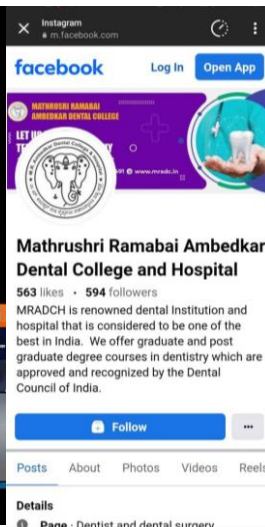 Instagram
m.facebook.com
facebook
Log In
Open App
MATHRUSRI RAMABAI
AMBEDKAR DENTAL COLLEGE
LET U
TE
www.mradc.in
Mathrushri Ramabai Ambedkar
Dental College and Hospital
563 likes · 594 followers
MRADCH is renowned dental Institution and
hospital that is considered to be one of the
best in India. We offer graduate and post
graduate degree courses in dentistry which are
approved and recognized by the Dental
Council of India.
Follow
Posts About Photos Videos Reels
Details
Page · Dentist and dental surgery